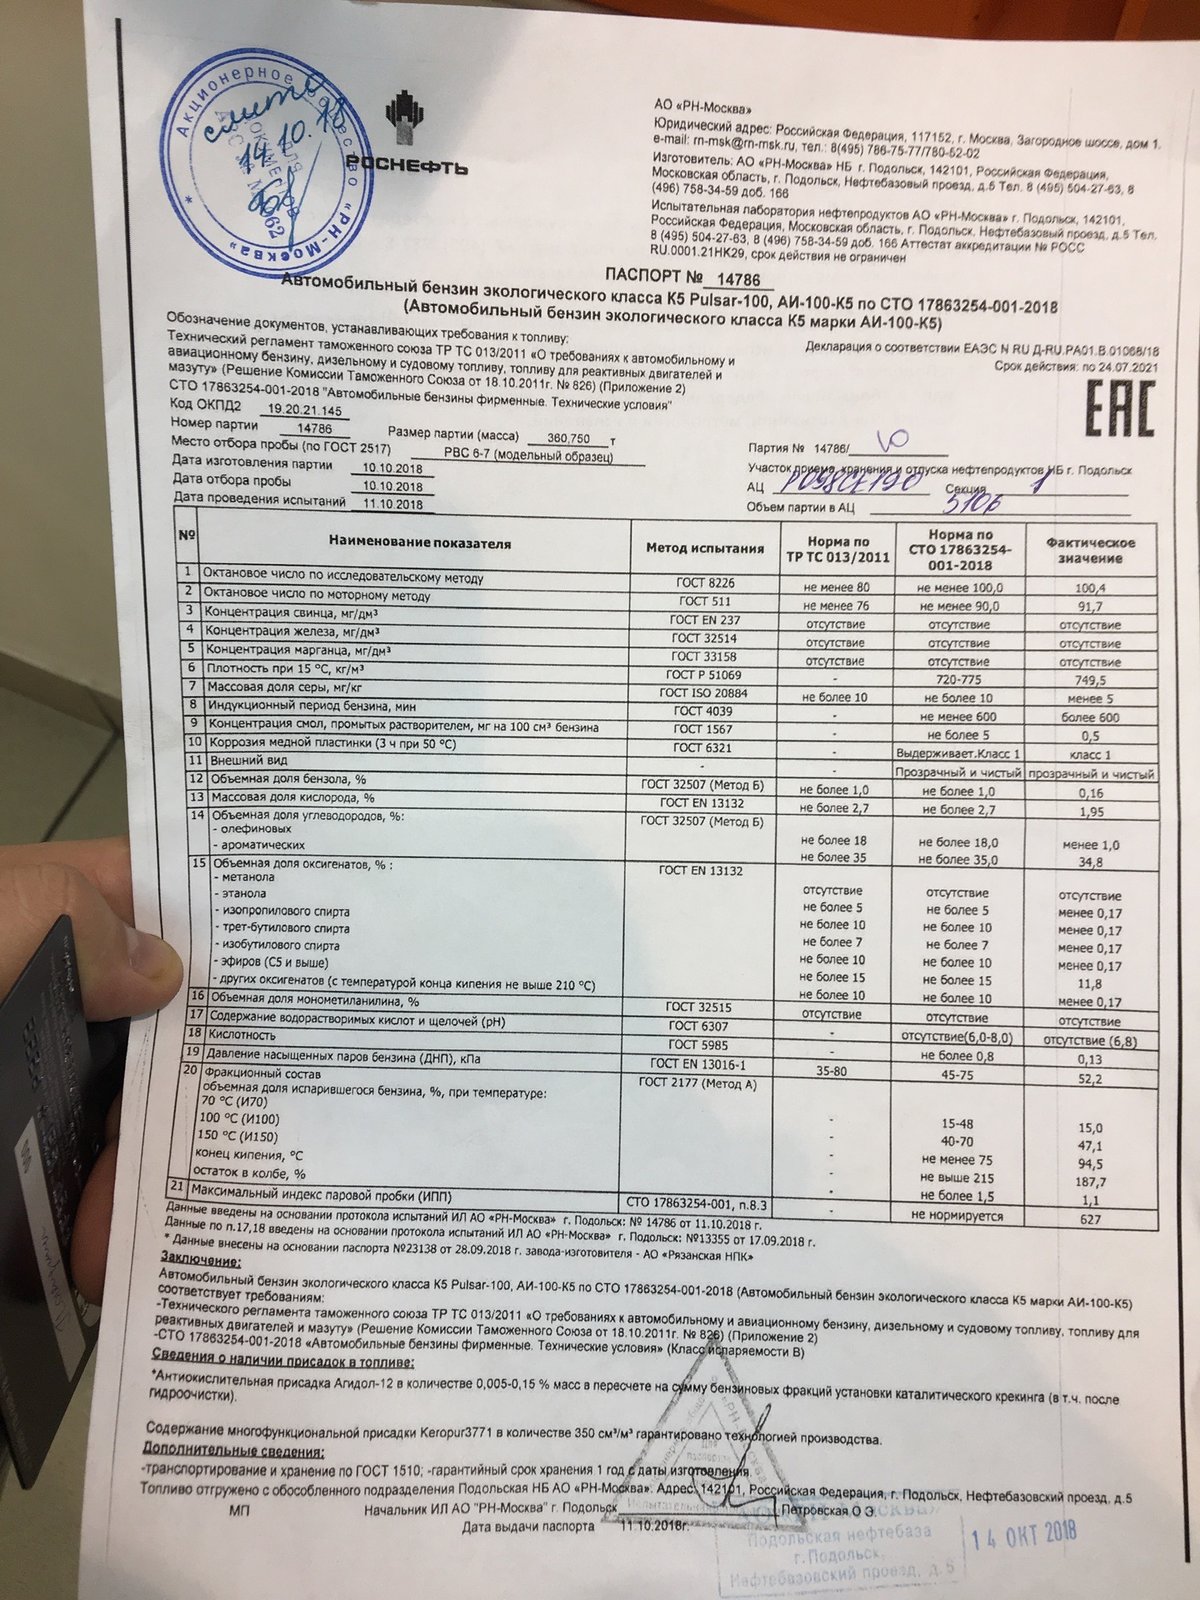 Акционерное общество «РН-Москва»
14.10.18
РОСНЕФТЬ
АО «РН-Москва»
Юридический адрес: Российская Федерация, 117152, г. Москва, Загородное шоссе, дом 1.
e-mail: rn-msk@rn-msk.ru, тел.: 8(495) 786-75-77/780-52-02
Изготовитель: АО «РН-Москва» НБ г. Подольск, 142101, Российская Федерация,
Московская область, г. Подольск, Нефтебазовый проезд, д.5 Тел. 8 (495) 504-27-63, 8
(496) 758-34-59 доб. 166
Испытательная лаборатория нефтепродуктов АО «РН-Москва» г. Подольск, 142101,
Российская Федерация, Московская область, г. Подольск, Нефтебазовый проезд, д.5 Тел.
8 (495) 504-27-63, 8 (496) 758-34-59 доб. 166 Аттестат аккредитации № РОСС
RU.0001.21НК29, срок действия не ограничен
ПАСПОРТ № 14786
Автомобильный бензин экологического класса К5 Pulsar-100, АИ-100-К5 по СТО 17863254-001-2018
(Автомобильный бензин экологического класса К5 марки АИ-100-К5)
Обозначение документов, устанавливающих требования к топливу:
Технический регламент таможенного союза ТР ТС 013/2011 «О требованиях к автомобильному и
авиационному бензину, дизельному и судовому топливу, топливу для реактивных двигателей и
мазуту» (Решение Комиссии Таможенного Союза от 18.10.2011г. № 826) (Приложение 2)
СТО 17863254-001-2018 "Автомобильные бензины фирменные. Технические условия"
Декларация о соответствии ЕАЭС N RU Д-RU.РА01.В.01068/18
Срок действия: по 24.07.2021
EAC
Код ОКПД2 19.20.21.145
Номер партии 14786 Размер партии (масса) 360,750 т
Место отбора пробы (по ГОСТ 2517) РВС 6-7 (модельный образец)
Дата изготовления партии 10.10.2018
Дата отбора пробы 10.10.2018
Дата проведения испытаний 11.10.2018
Партия № 14786/ 10
Участок приема, хранения и отпуска нефтепродуктов НБ г. Подольск
АЦ Р098СЕ190 Секция 1
Объем партии в АЦ 5106
№ Наименование показателя Метод испытания Норма по ТР ТС 013/2011 Норма по СТО 17863254-001-2018 Фактическое значение
1 Октановое число по исследовательскому методу ГОСТ 8226 не менее 80 не менее 100,0 100,4
2 Октановое число по моторному методу ГОСТ 511 не менее 76 не менее 90,0 91,7
3 Концентрация свинца, мг/дм³ ГОСТ EN 237 отсутствие отсутствие отсутствие
4 Концентрация железа, мг/дм³ ГОСТ 32514 отсутствие отсутствие отсутствие
5 Концентрация марганца, мг/дм³ ГОСТ 33158 отсутствие отсутствие отсутствие
6 Плотность при 15 °С, кг/м³ ГОСТ Р 51069 - 720-775 749,5
7 Массовая доля серы, мг/кг ГОСТ ISO 20884 не более 10 не более 10 менее 5
8 Индукционный период бензина, мин ГОСТ 4039 - не менее 600 более 600
9 Концентрация смол, промытых растворителем, мг на 100 см³ бензина ГОСТ 1567 - не более 5 0,5
10 Коррозия медной пластинки (3 ч при 50 °С) ГОСТ 6321 - Выдерживает.Класс 1 класс 1
11 Внешний вид - - Прозрачный и чистый прозрачный и чистый
12 Объемная доля бензола, % ГОСТ 32507 (Метод Б) не более 1,0 не более 1,0 0,16
13 Массовая доля кислорода, % ГОСТ EN 13132 не более 2,7 не более 2,7 1,95
14 Объемная доля углеводородов, %: ГОСТ 32507 (Метод Б)
- олефиновых не более 18 не более 18,0 менее 1,0
- ароматических не более 35 не более 35,0 34,8
15 Объемная доля оксигенатов, % : ГОСТ EN 13132
- метанола отсутствие отсутствие отсутствие
- этанола не более 5 не более 5 менее 0,17
- изопропилового спирта не более 10 не более 10 менее 0,17
- трет-бутилового спирта не более 7 не более 7 менее 0,17
- изобутилового спирта не более 10 не более 10 менее 0,17
- эфиров (С5 и выше) не более 15 не более 15 11,8
- других оксигенатов (с температурой конца кипения не выше 210 °С) не более 10 не более 10 менее 0,17
16 Объемная доля монометиланилина, % ГОСТ 32515 отсутствие отсутствие отсутствие
17 Содержание водорастворимых кислот и щелочей (рН) ГОСТ 6307 - отсутствие(6,0-8,0) отсутствие (6,8)
18 Кислотность ГОСТ 5985 - не более 0,8 0,13
19 Давление насыщенных паров бензина (ДНП), кПа ГОСТ EN 13016-1 35-80 45-75 52,2
20 Фракционный состав ГОСТ 2177 (Метод А)
объемная доля испарившегося бензина, %, при температуре:
70 °С (И70) - 15-48 15,0
100 °С (И100) - 40-70 47,1
150 °С (И150) - не менее 75 94,5
конец кипения, °С - не выше 215 187,7
остаток в колбе, % - не более 1,5 1,1
21 Максимальный индекс паровой пробки (ИПП) СТО 17863254-001, п.8.3 - не нормируется 627
Данные введены на основании протокола испытаний ИЛ АО «РН-Москва» г. Подольск: № 14786 от 11.10.2018 г.
Данные по п.17,18 введены на основании протокола испытаний ИЛ АО «РН-Москва» г. Подольск: №13355 от 17.09.2018 г.
* Данные внесены на основании паспорта №23138 от 28.09.2018 г. завода-изготовителя - АО «Рязанская НПК»
Заключение:
Автомобильный бензин экологического класса К5 Pulsar-100, АИ-100-К5 по СТО 17863254-001-2018 (Автомобильный бензин экологического класса К5 марки АИ-100-К5)
соответствует требованиям:
-Технического регламента таможенного союза ТР ТС 013/2011 «О требованиях к автомобильному и авиационному бензину, дизельному и судовому топливу, топливу для
реактивных двигателей и мазуту» (Решение Комиссии Таможенного Союза от 18.10.2011г. № 826) (Приложение 2)
-СТО 17863254-001-2018 «Автомобильные бензины фирменные. Технические условия» (Класс испаряемости В)
Сведения о наличии присадок в топливе:
*Антиокислительная присадка Агидол-12 в количестве 0,005-0,15 % масс в пересчете на сумму бензиновых фракций установки каталитического крекинга (в т.ч. после
гидроочистки).
Содержание многофункциональной присадки Keropur3771 в количестве 350 см³/м³ гарантировано технологией производства.
Дополнительные сведения:
-транспортирование и хранение по ГОСТ 1510; -гарантийный срок хранения 1 год с даты изготовления.
Топливо отгружено с обособленного подразделения Подольская НБ АО «РН-Москва». Адрес: 142101, Российская Федерация, г. Подольск, Нефтебазовый проезд, д.5
МП Начальник ИЛ АО "РН-Москва" г. Подольск Петровская О.Э.
Дата выдачи паспорта 11.10.2018г.
Подольская нефтебаза
г. Подольск,
Нефтебазовский проезд, д. 5
14 ОКТ 2018